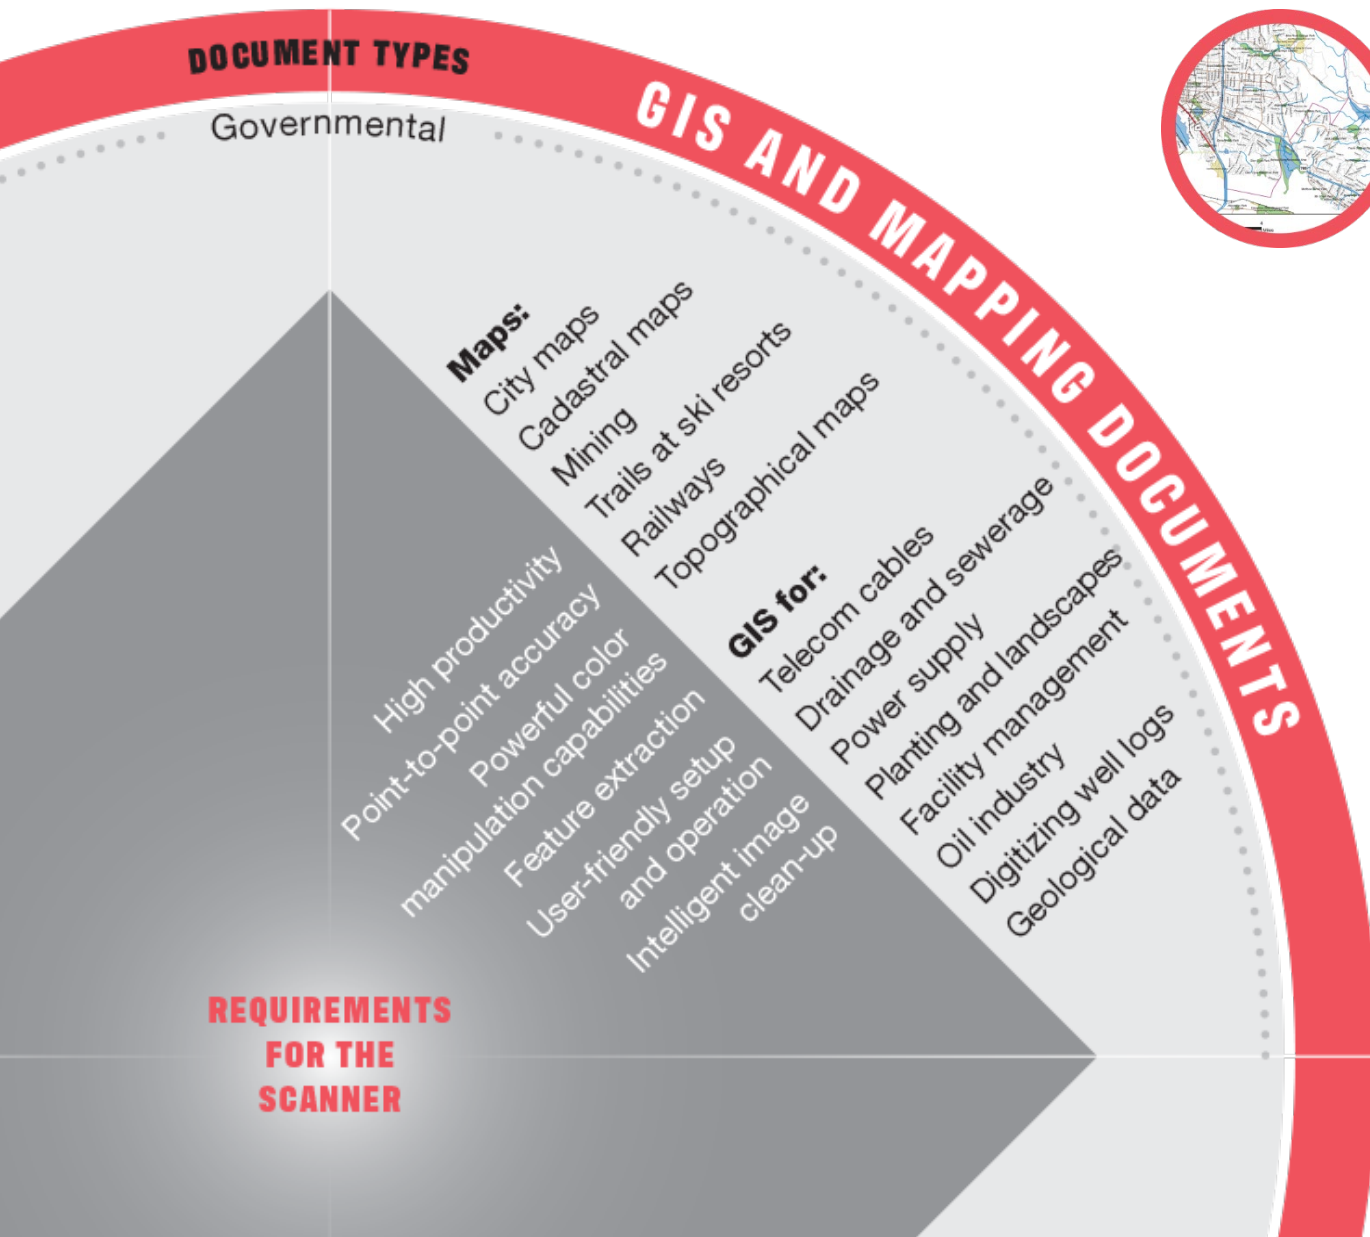 DOCUMENT TYPES
GIS AND MAPPING DOCUMENTS
Governmental
Maps:
City maps
Cadastral maps
Mining
Trails at ski resorts
Railways
Topographical maps
GIS for:
Telecom cables
Drainage and sewerage
Power supply
Planting and landscapes
Facility management
Oil industry
Digitizing well logs
Geological data
High productivity
Point-to-point accuracy
Powerful color
manipulation capabilities
Feature extraction
User-friendly setup
and operation
Intelligent image
clean-up
REQUIREMENTS
FOR THE
SCANNER